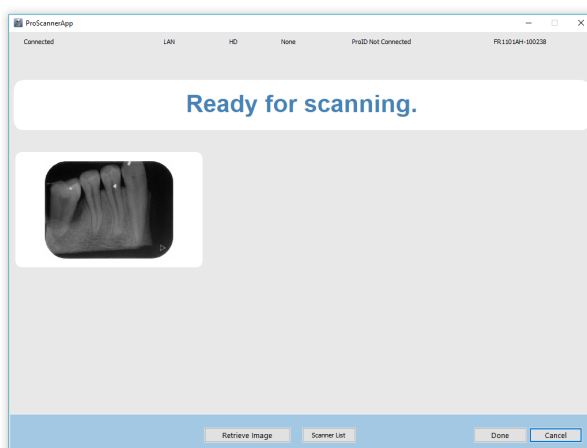 ProScannerApp
Connected LAN HD None ProID Not Connected FR1101AH-100238
Ready for scanning.
Retrieve Image Scanner List Done Cancel